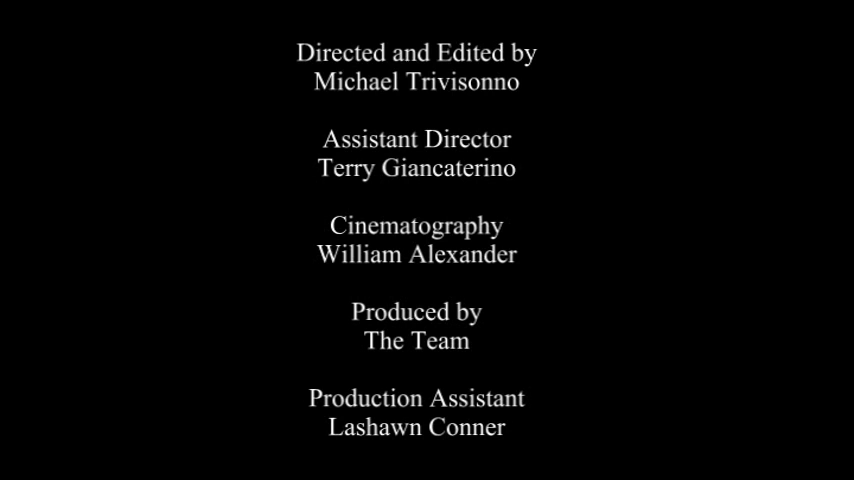 Directed and Edited by
Michael Trivisonno
Assistant Director
Terry Giancaterino
Cinematography
William Alexander
Produced by
The Team
Production Assistant
Lashawn Conner